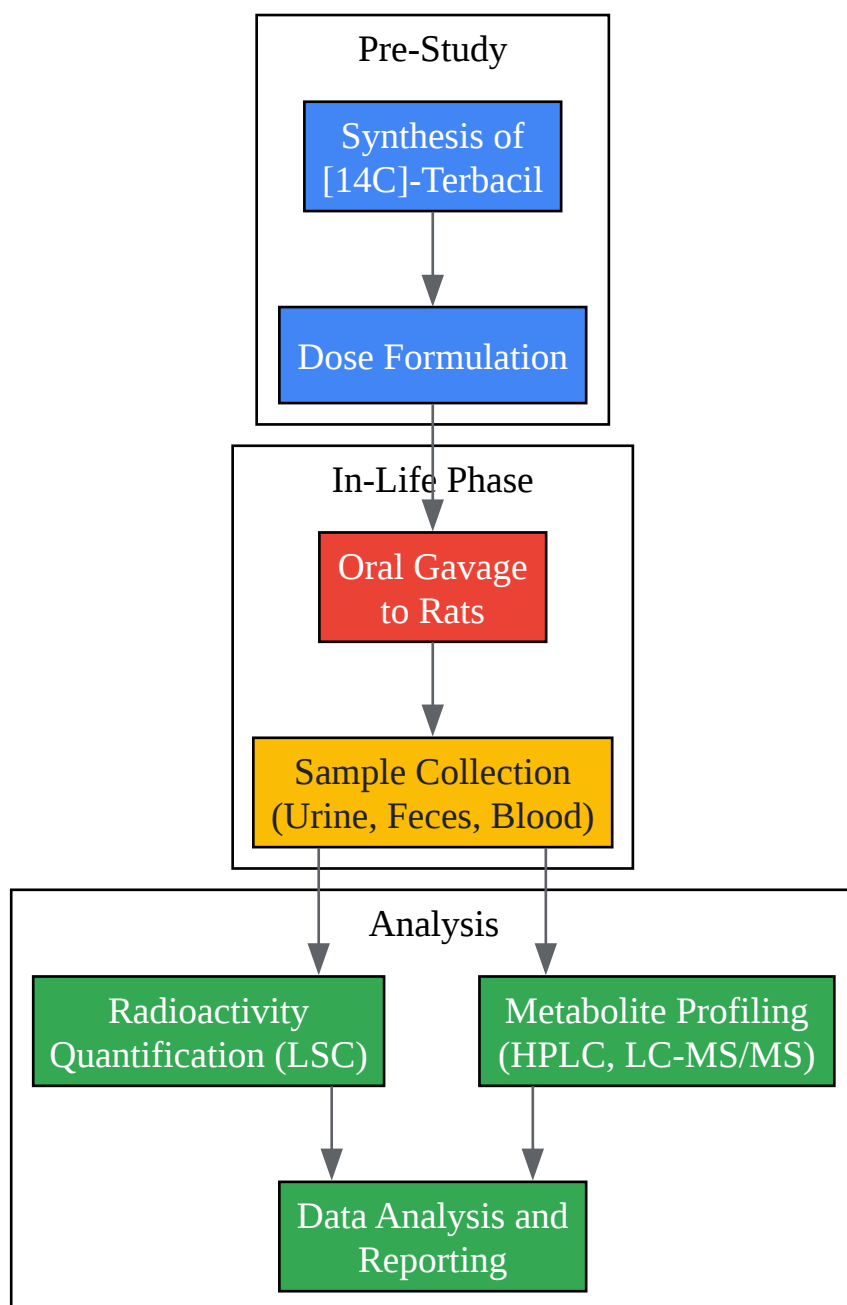 Pre-Study
Synthesis of
[14C]-Terbacil
Dose Formulation
In-Life Phase
Oral Gavage
to Rats
Sample Collection
(Urine, Feces, Blood)
Analysis
Radioactivity
Quantification (LSC)
Metabolite Profiling
(HPLC, LC-MS/MS)
Data Analysis and
Reporting